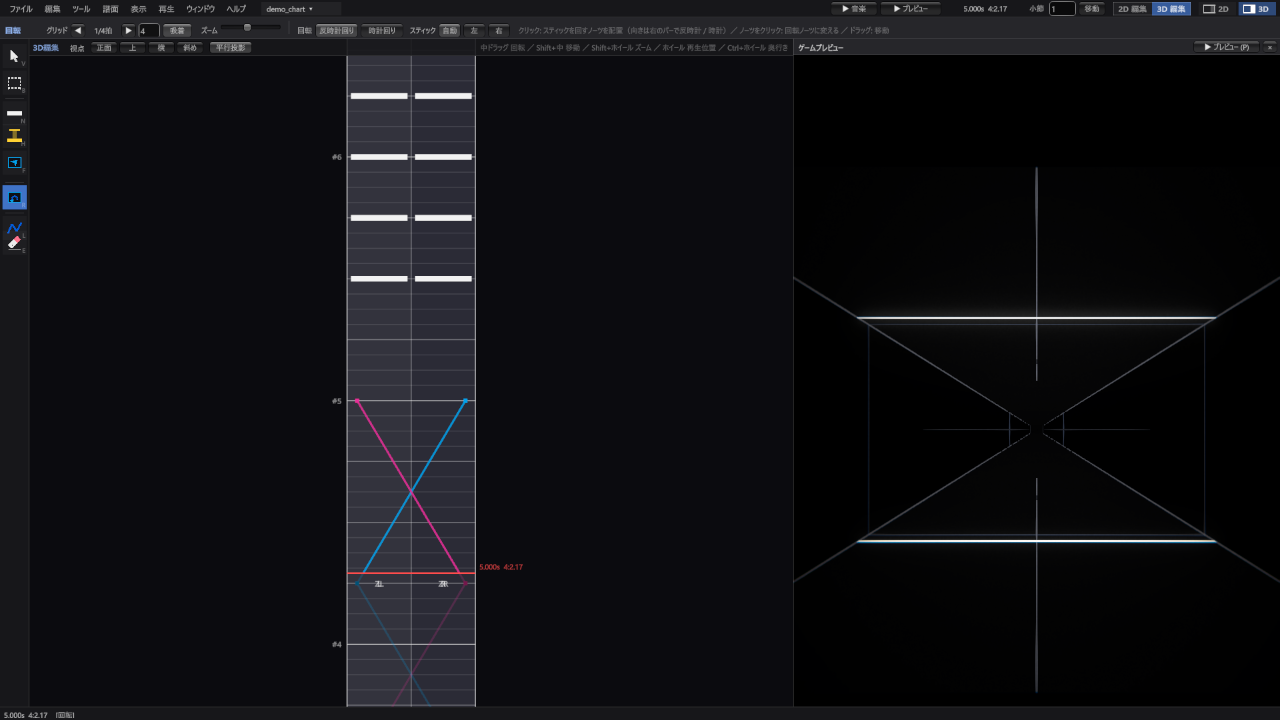 ファイル 編集 ツール 譜面 表示 再生 ウィンドウ ヘルプ demo_chart ▾ ▶ 音楽 ▶ プレビュー 5.000s 4:2.17 小節 1 移動 2D 編集 3D 編集 2D 3D
回転 グリッド ◀ 1/4拍 ▶ 4 ズーム 回転 反時計回り 時計回り スティック 自動 左 右 クリック: スティックを回すノーツを配置（向きは右のバーで反時計 / 時計）／ ノーツをクリック: 回転ノーツに変える ／ ドラッグ: 移動
3D編集 視点 正面 上 横 斜め 平行投影 中ドラッグ 回転 ／ Shift+中 移動 ／ Shift+ホイール ズーム ／ ホイール 再生位置 ／ Ctrl+ホイール 奥行き
ゲームプレビュー ▶ プレビュー (P) ×
V
N
H
F
L
E
#6
#5
5.000s 4:2.17
ZL ZR
#4
5.000s 4:2.17 [回転]